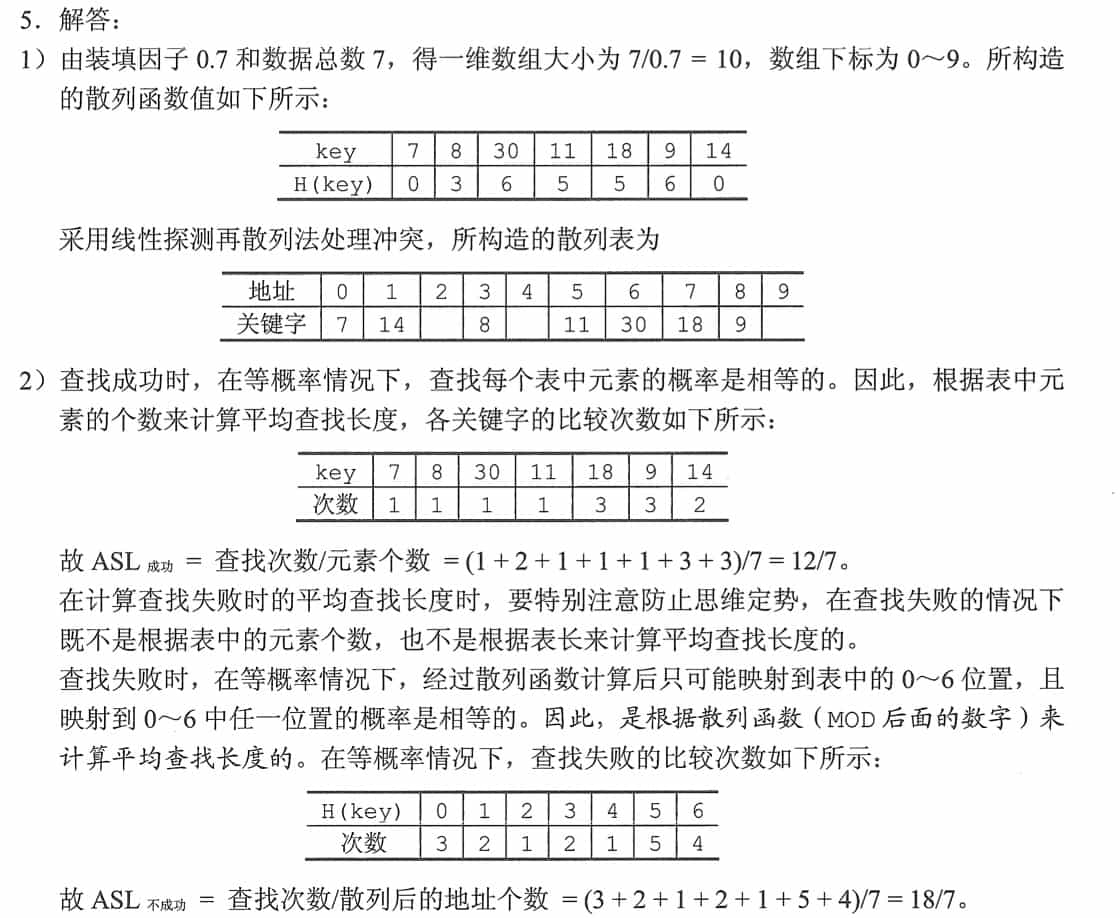 5. 解答：
1）由装填因子 0.7 和数据总数 7，得一维数组大小为 7/0.7 = 10，数组下标为 0～9。所构造
的散列函数值如下所示：
key 7 8 30 11 18 9 14
H(key) 0 3 6 5 5 6 0
采用线性探测再散列法处理冲突，所构造的散列表为
地址 0 1 2 3 4 5 6 7 8 9
关键字 7 14 8 11 30 18 9
2）查找成功时，在等概率情况下，查找每个表中元素的概率是相等的。因此，根据表中元
素的个数来计算平均查找长度，各关键字的比较次数如下所示：
key 7 8 30 11 18 9 14
次数 1 1 1 1 3 3 2
故 ASL 成功 = 查找次数/元素个数 = (1 + 2 + 1 + 1 + 1 + 3 + 3)/7 = 12/7。
在计算查找失败时的平均查找长度时，要特别注意防止思维定势，在查找失败的情况下
既不是根据表中的元素个数，也不是根据表长来计算平均查找长度的。
查找失败时，在等概率情况下，经过散列函数计算后只可能映射到表中的 0～6 位置，且
映射到 0～6 中任一位置的概率是相等的。因此，是根据散列函数（MOD 后面的数字）来
计算平均查找长度的。在等概率情况下，查找失败的比较次数如下所示：
H(key) 0 1 2 3 4 5 6
次数 3 2 1 2 1 5 4
故 ASL 不成功 = 查找次数/散列后的地址个数 = (3 + 2 + 1 + 2 + 1 + 5 + 4)/7 = 18/7。